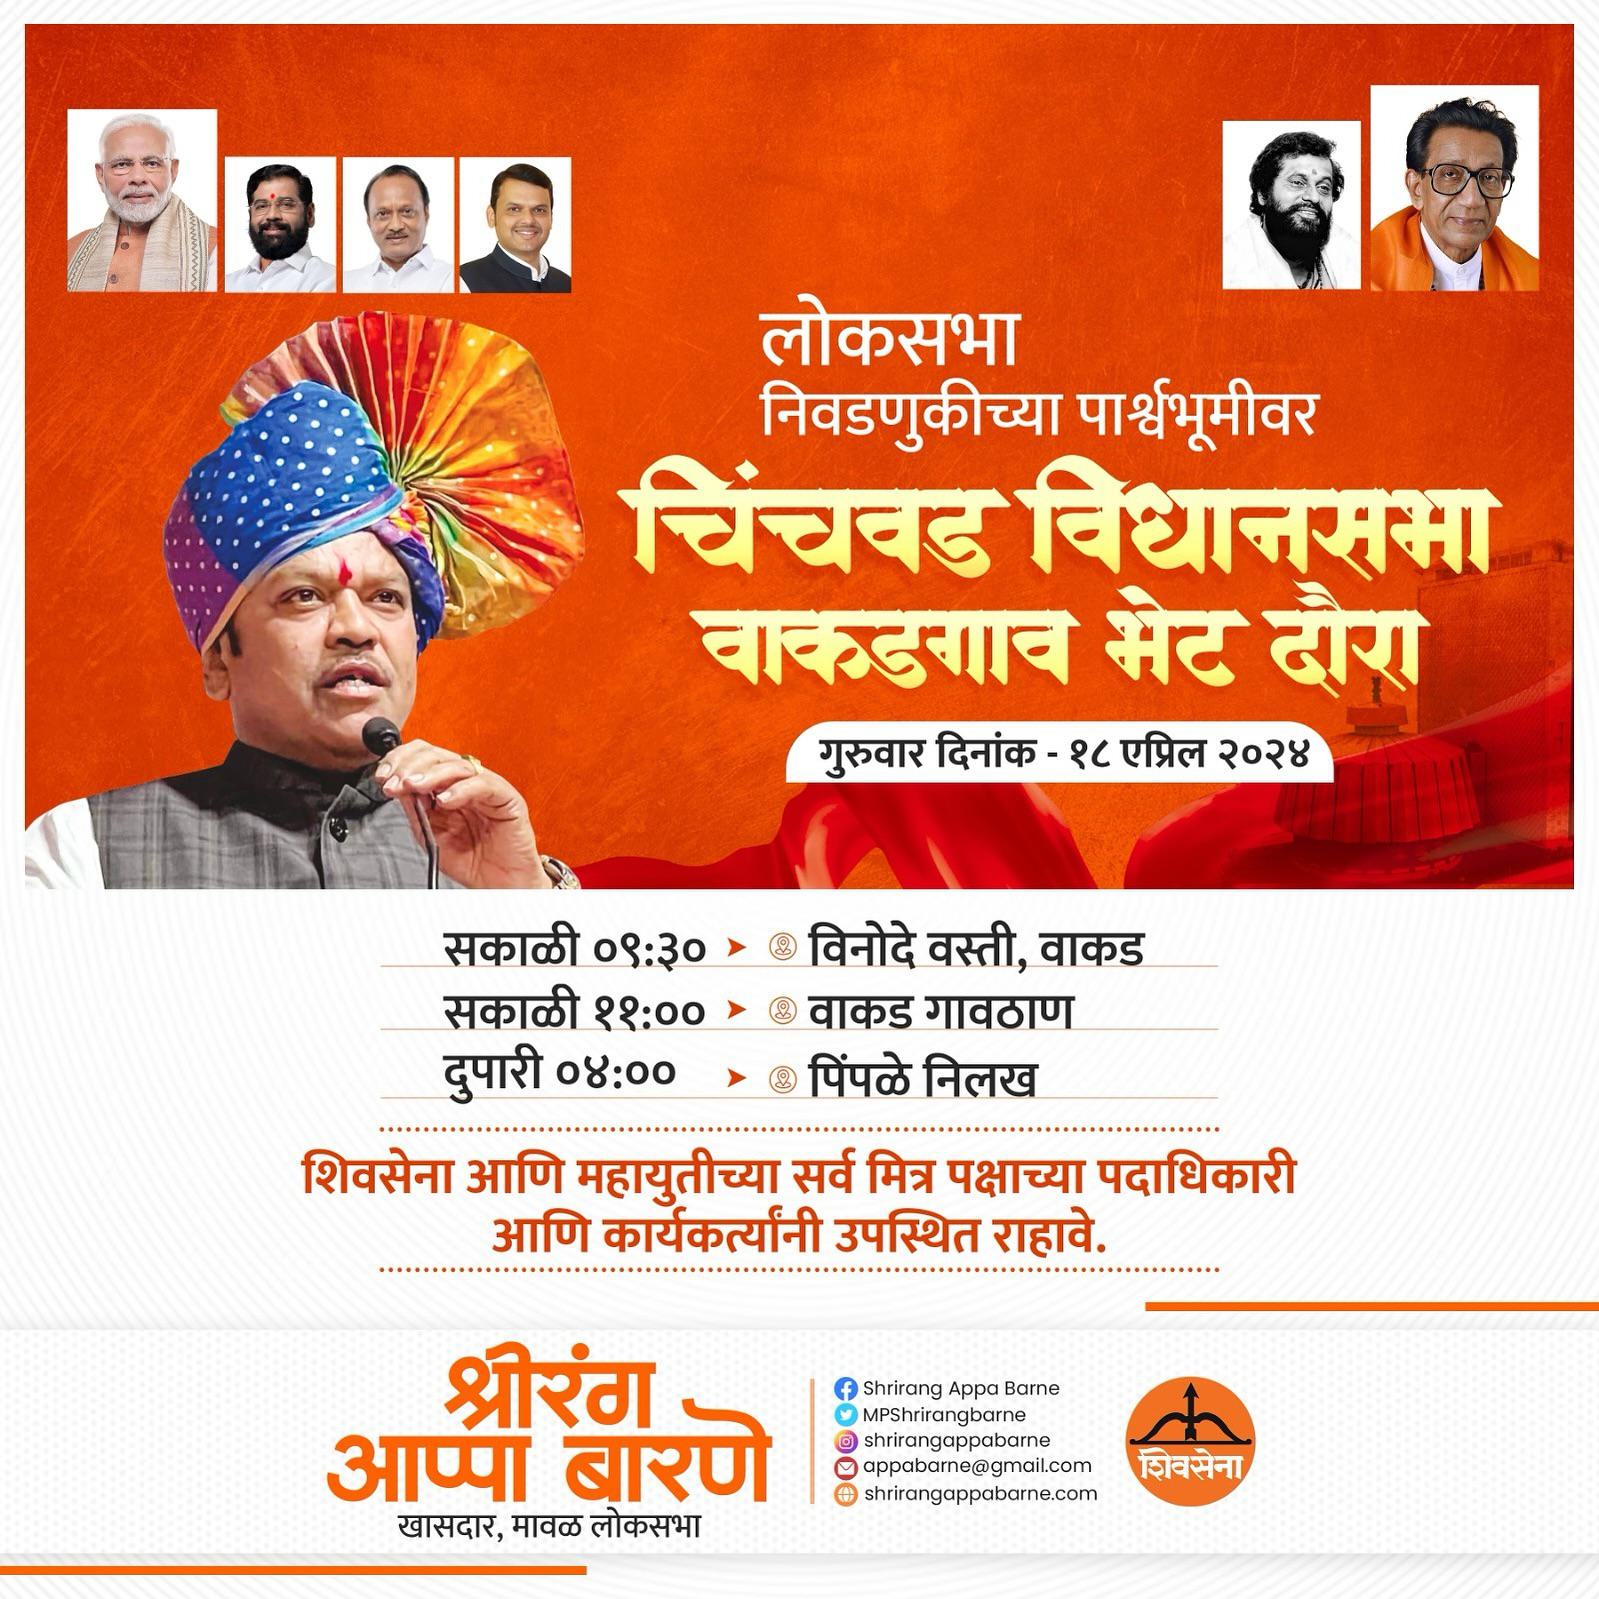 लोकसभा
निवडणुकीच्या पार्श्वभूमीवर
चिंचवड विधानसभा
वाकडगाव भेट दौरा
गुरुवार दिनांक - १८ एप्रिल २०२४
सकाळी ०९:३० विनोदे वस्ती, वाकड
सकाळी ११:०० वाकड गावठाण
दुपारी ०४:०० पिंपळे निलख
शिवसेना आणि महायुतीच्या सर्व मित्र पक्षाच्या पदाधिकारी
आणि कार्यकर्त्यांनी उपस्थित राहावे.
श्रीरंग
आप्पा बारणे
खासदार, मावळ लोकसभा
Shrirang Appa Barne
MPShrirangbarne
shrirangappabarne
appabarne@gmail.com
shrirangappabarne.com
शिवसेना